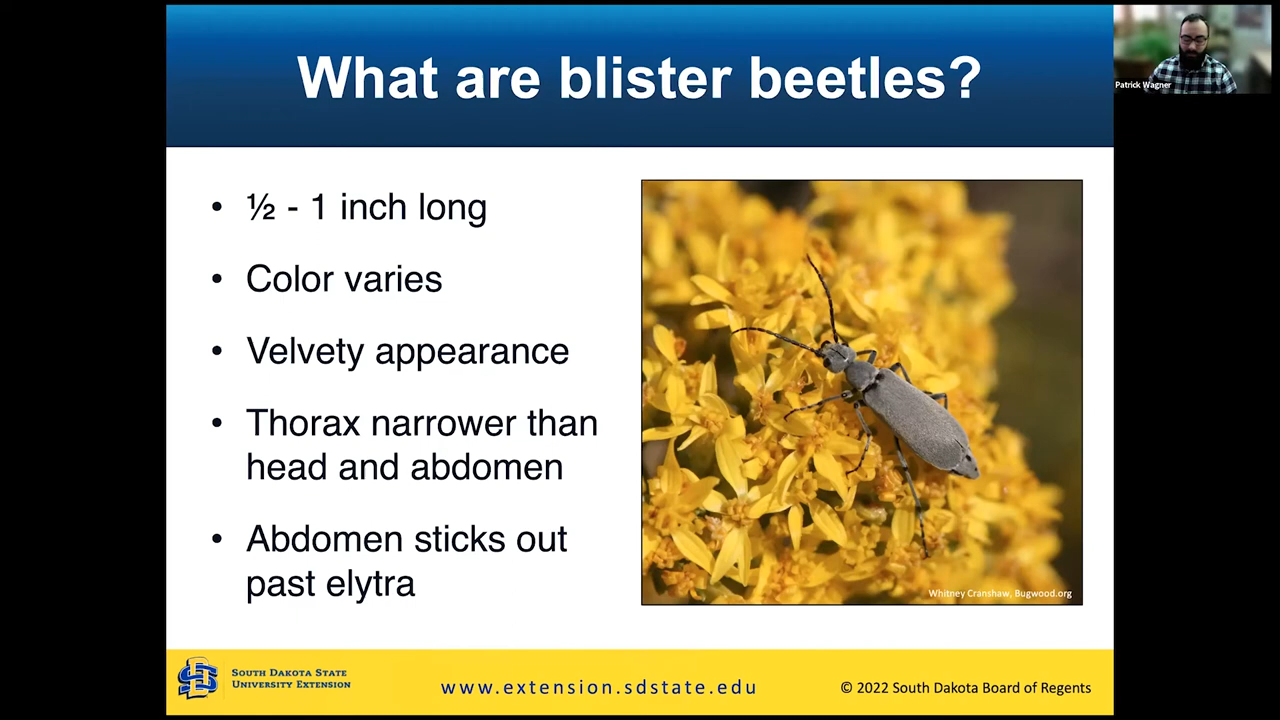 What are blister beetles?
Patrick Wagner
• ½ - 1 inch long
• Color varies
• Velvety appearance
• Thorax narrower than
head and abdomen
• Abdomen sticks out
past elytra
Whitney Cranshaw, Bugwood.org
SOUTH DAKOTA STATE
UNIVERSITY EXTENSION
www.extension.sdstate.edu
© 2022 South Dakota Board of Regents